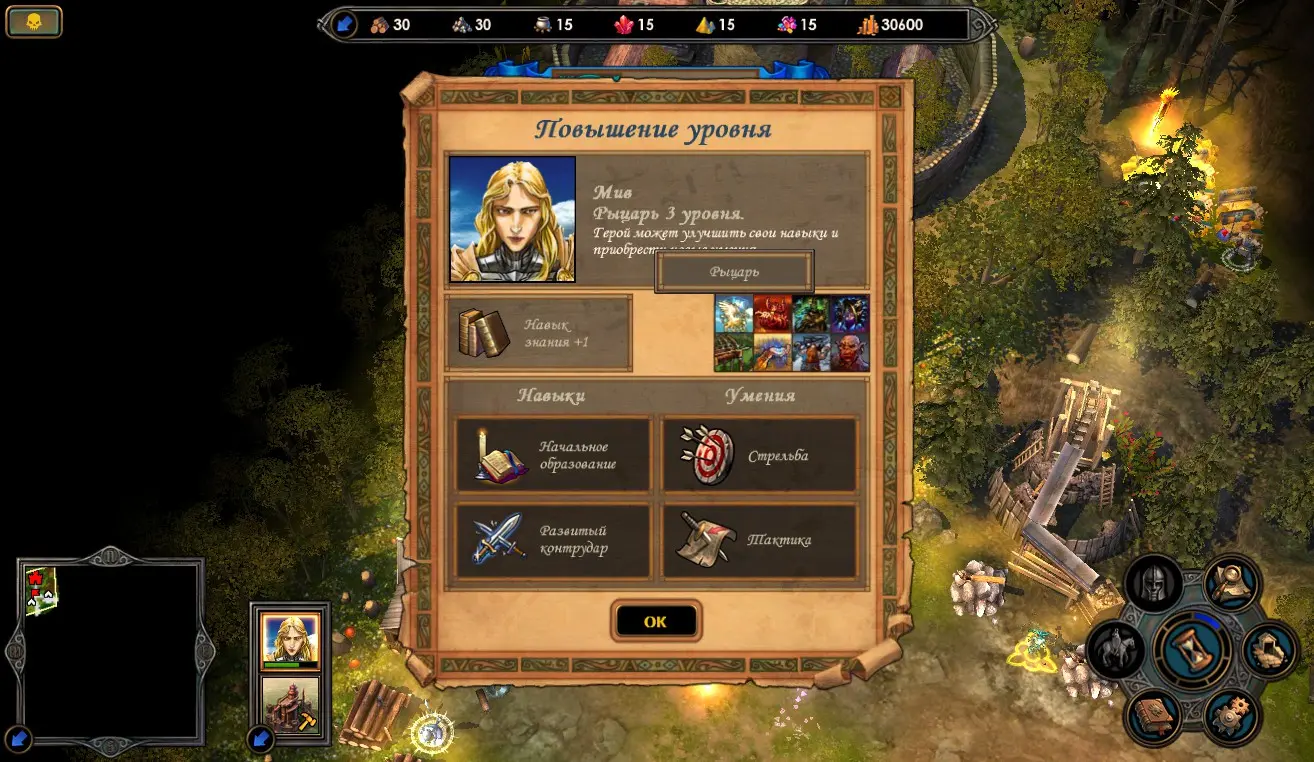 30 30 15 15 15 15 30600
Повышение уровня
Мив
Рыцарь 3 уровня.
Герой может улучшить свои навыки и
Рыцарь
Навык
знания +1
Навыки Умения
Начальное
образование
Стрельба
Развитый
контрудар
Тактика
OK